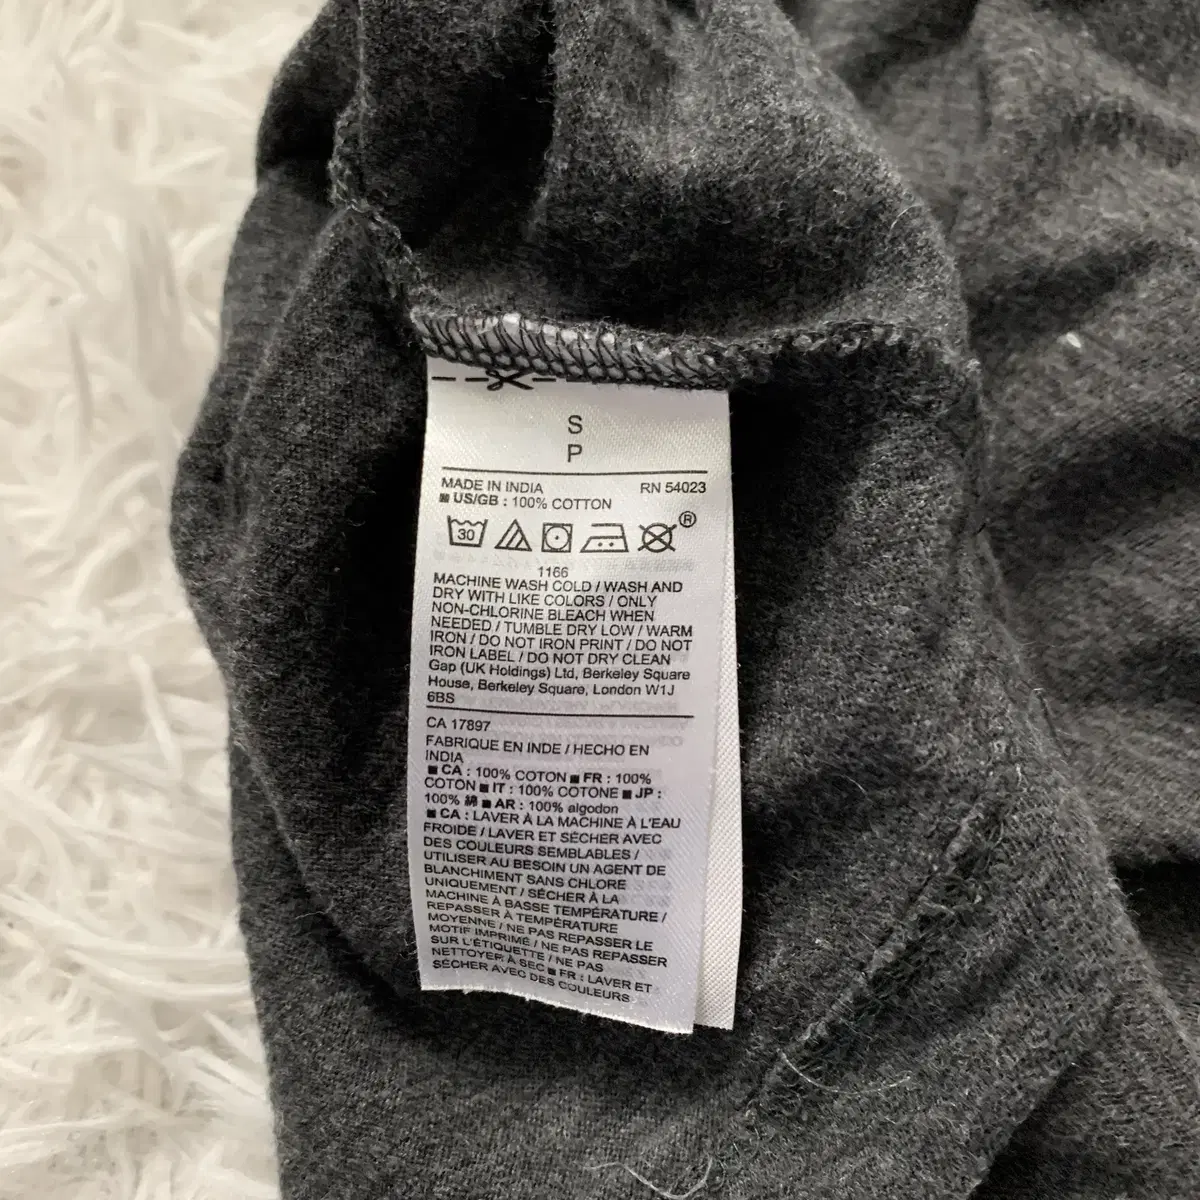 S
P
MADE IN INDIA RN 54023
■ US/GB : 100% COTTON
30 ®
1166
MACHINE WASH COLD / WASH AND
DRY WITH LIKE COLORS / ONLY
NON-CHLORINE BLEACH WHEN
NEEDED / TUMBLE DRY LOW / WARM
IRON / DO NOT IRON PRINT / DO NOT
IRON LABEL / DO NOT DRY CLEAN
Gap (UK Holdings) Ltd, Berkeley Square
House, Berkeley Square, London W1J
6BS
CA 17897
FABRIQUE EN INDE / HECHO EN
INDIA
■ CA : 100% COTON ■ FR : 100%
COTON ■ IT : 100% COTONE ■ JP :
100% 綿 ■ AR : 100% algodon
■ CA : LAVER À LA MACHINE À L'EAU
FROIDE / LAVER ET SÉCHER AVEC
DES COULEURS SEMBLABLES /
UTILISER AU BESOIN UN AGENT DE
BLANCHIMENT SANS CHLORE
UNIQUEMENT / SÉCHER À LA
MACHINE À BASSE TEMPÉRATURE /
REPASSER À TEMPÉRATURE
MOYENNE / NE PAS REPASSER LE
MOTIF IMPRIMÉ / NE PAS REPASSER
SUR L'ÉTIQUETTE / NE PAS
NETTOYER À SEC ■ FR : LAVER ET
SÉCHER AVEC DES COULEURS